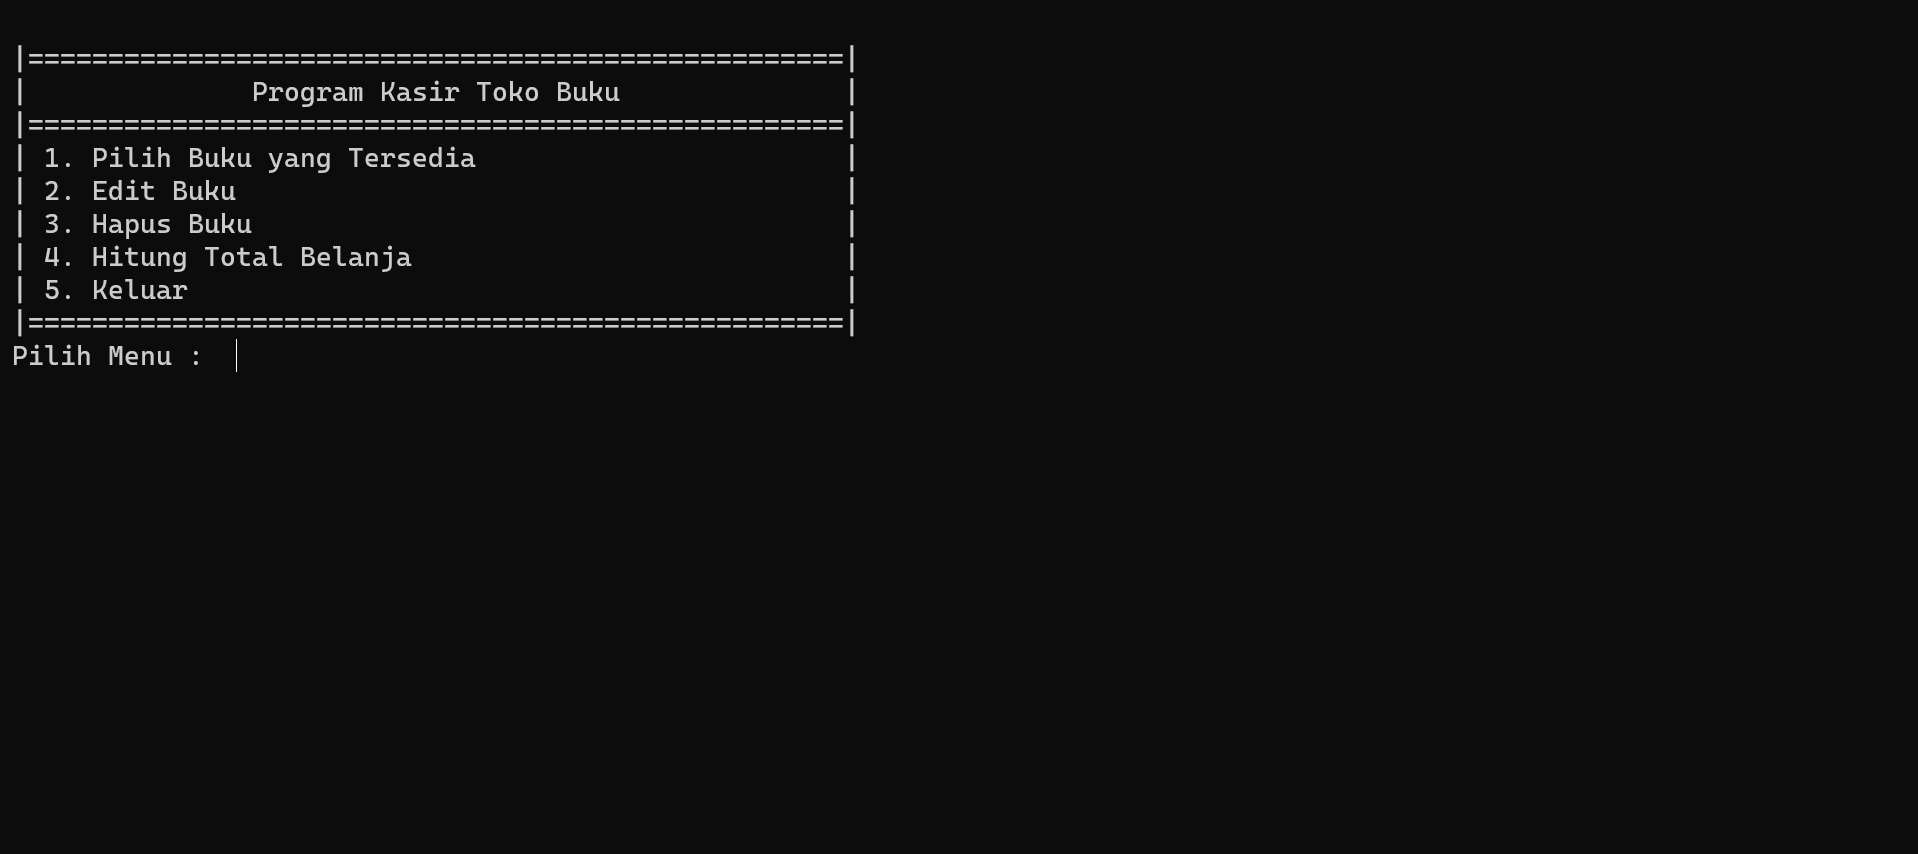 |===================================================|
|              Program Kasir Toko Buku              |
|===================================================|
| 1. Pilih Buku yang Tersedia                       |
| 2. Edit Buku                                      |
| 3. Hapus Buku                                     |
| 4. Hitung Total Belanja                           |
| 5. Keluar                                         |
|===================================================|
Pilih Menu :